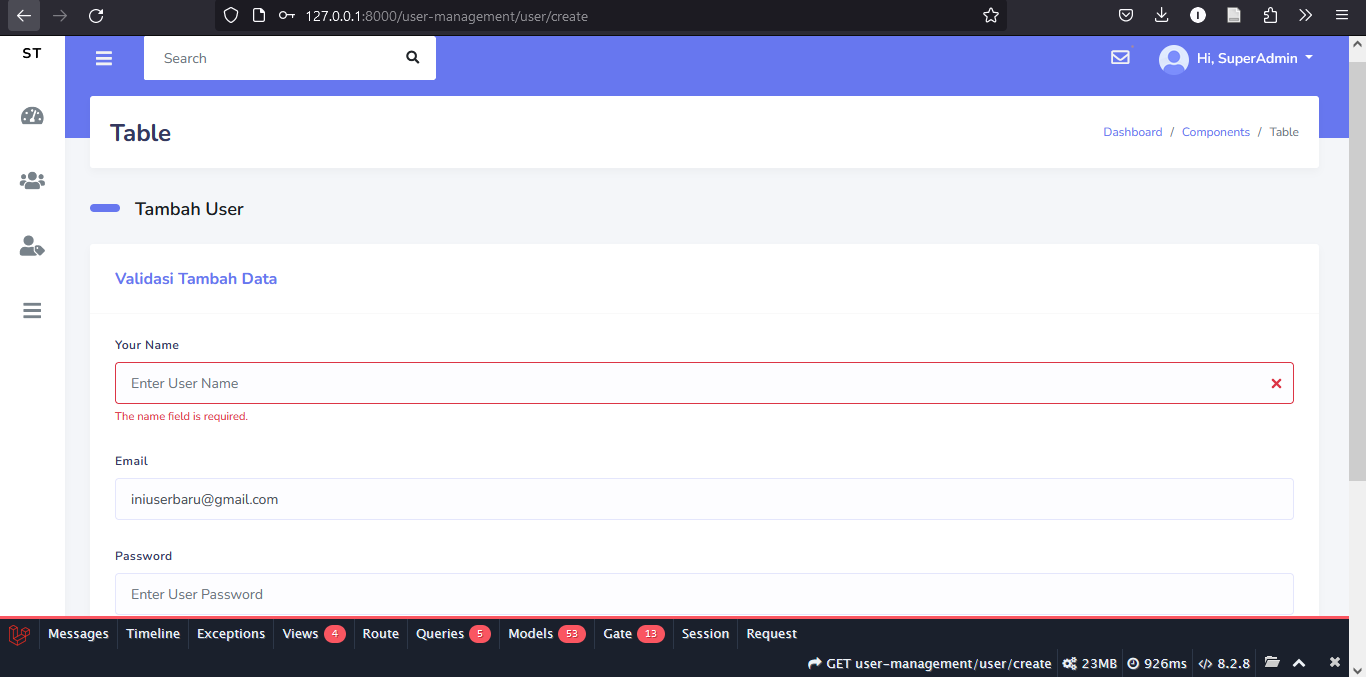 127.0.0.1:8000/user-management/user/create
ST
Search
Hi, SuperAdmin
Table
Dashboard / Components / Table
Tambah User
Validasi Tambah Data
Your Name
Enter User Name
The name field is required.
Email
iniuserbaru@gmail.com
Password
Enter User Password
Messages Timeline Exceptions Views 4 Route Queries 5 Models 53 Gate 13 Session Request
GET user-management/user/create 23MB 926ms 8.2.8